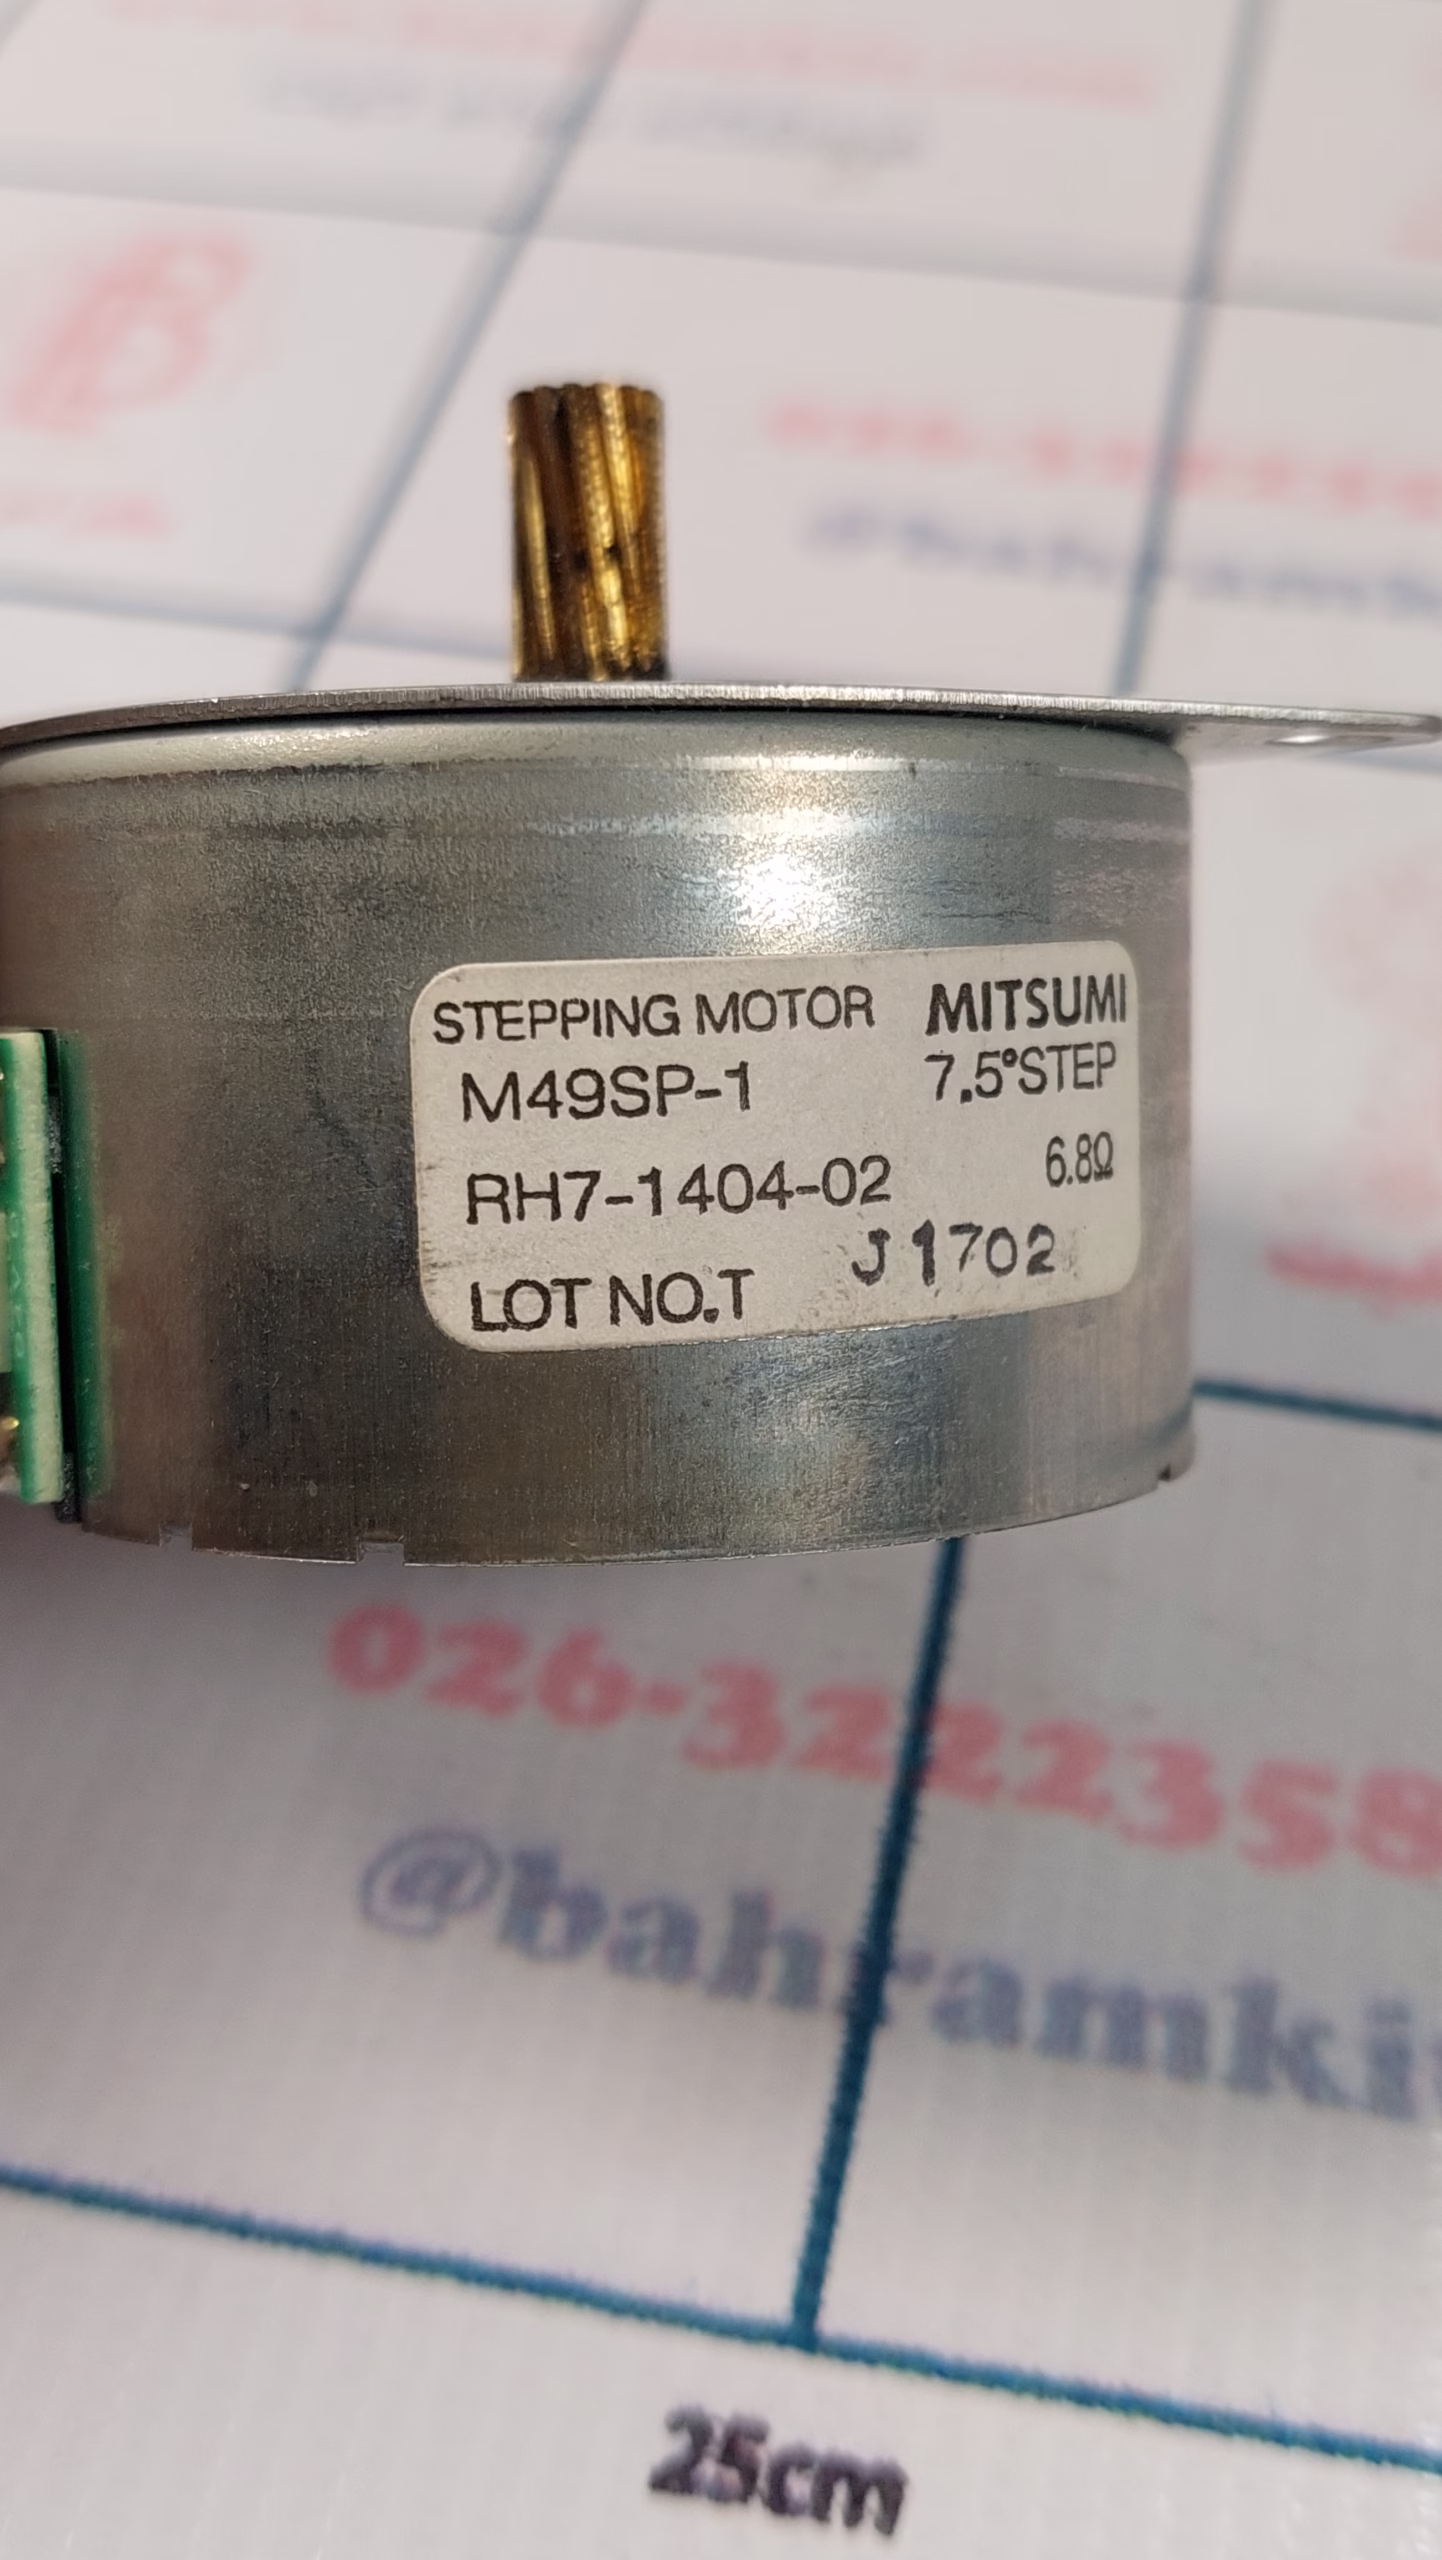 STEPPING MOTOR MITSUMI
M49SP-1 7.5°STEP
RH7-1404-02 6.8Ω
LOT NO.T J1702
026-3222358
@bahramki
25cm